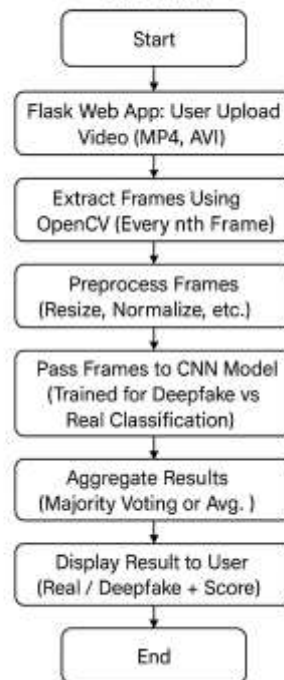 Start
Flask Web App: User Upload
Video (MP4, AVI)
Extract Frames Using
OpenCV (Every nth Frame)
Preprocess Frames
(Resize, Normalize, etc.)
Pass Frames to CNN Model
(Trained for Deepfake vs
Real Classification)
Aggregate Results
(Majority Voting or Avg. )
Display Result to User
(Real / Deepfake + Score)
End